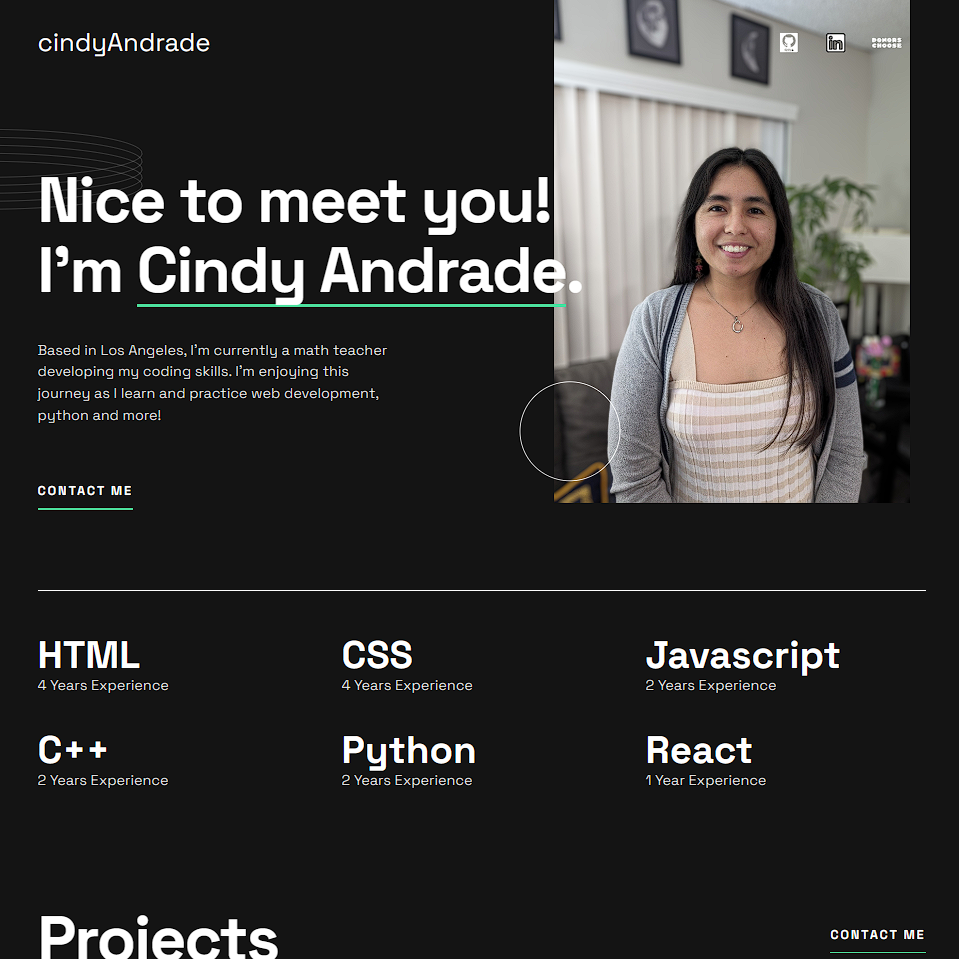 cindyAndrade
in
DONORS
CHOOSE
Nice to meet you!
I'm Cindy Andrade.
Based in Los Angeles, I'm currently a math teacher
developing my coding skills. I'm enjoying this
journey as I learn and practice web development,
python and more!
CONTACT ME
HTML
4 Years Experience
CSS
4 Years Experience
Javascript
2 Years Experience
C++
2 Years Experience
Python
2 Years Experience
React
1 Year Experience
Projects
CONTACT ME